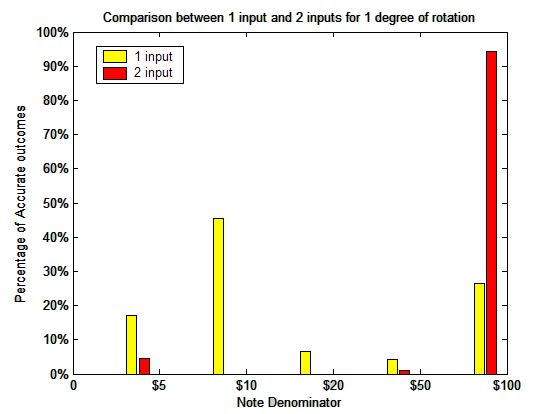 Comparison between 1 input and 2 inputs for 1 degree of rotation
1 input
2 input
Percentage of Accurate outcomes
100%
90%
80%
70%
60%
50%
40%
30%
20%
10%
0%
0 $5 $10 $20 $50 $100
Note Denominator